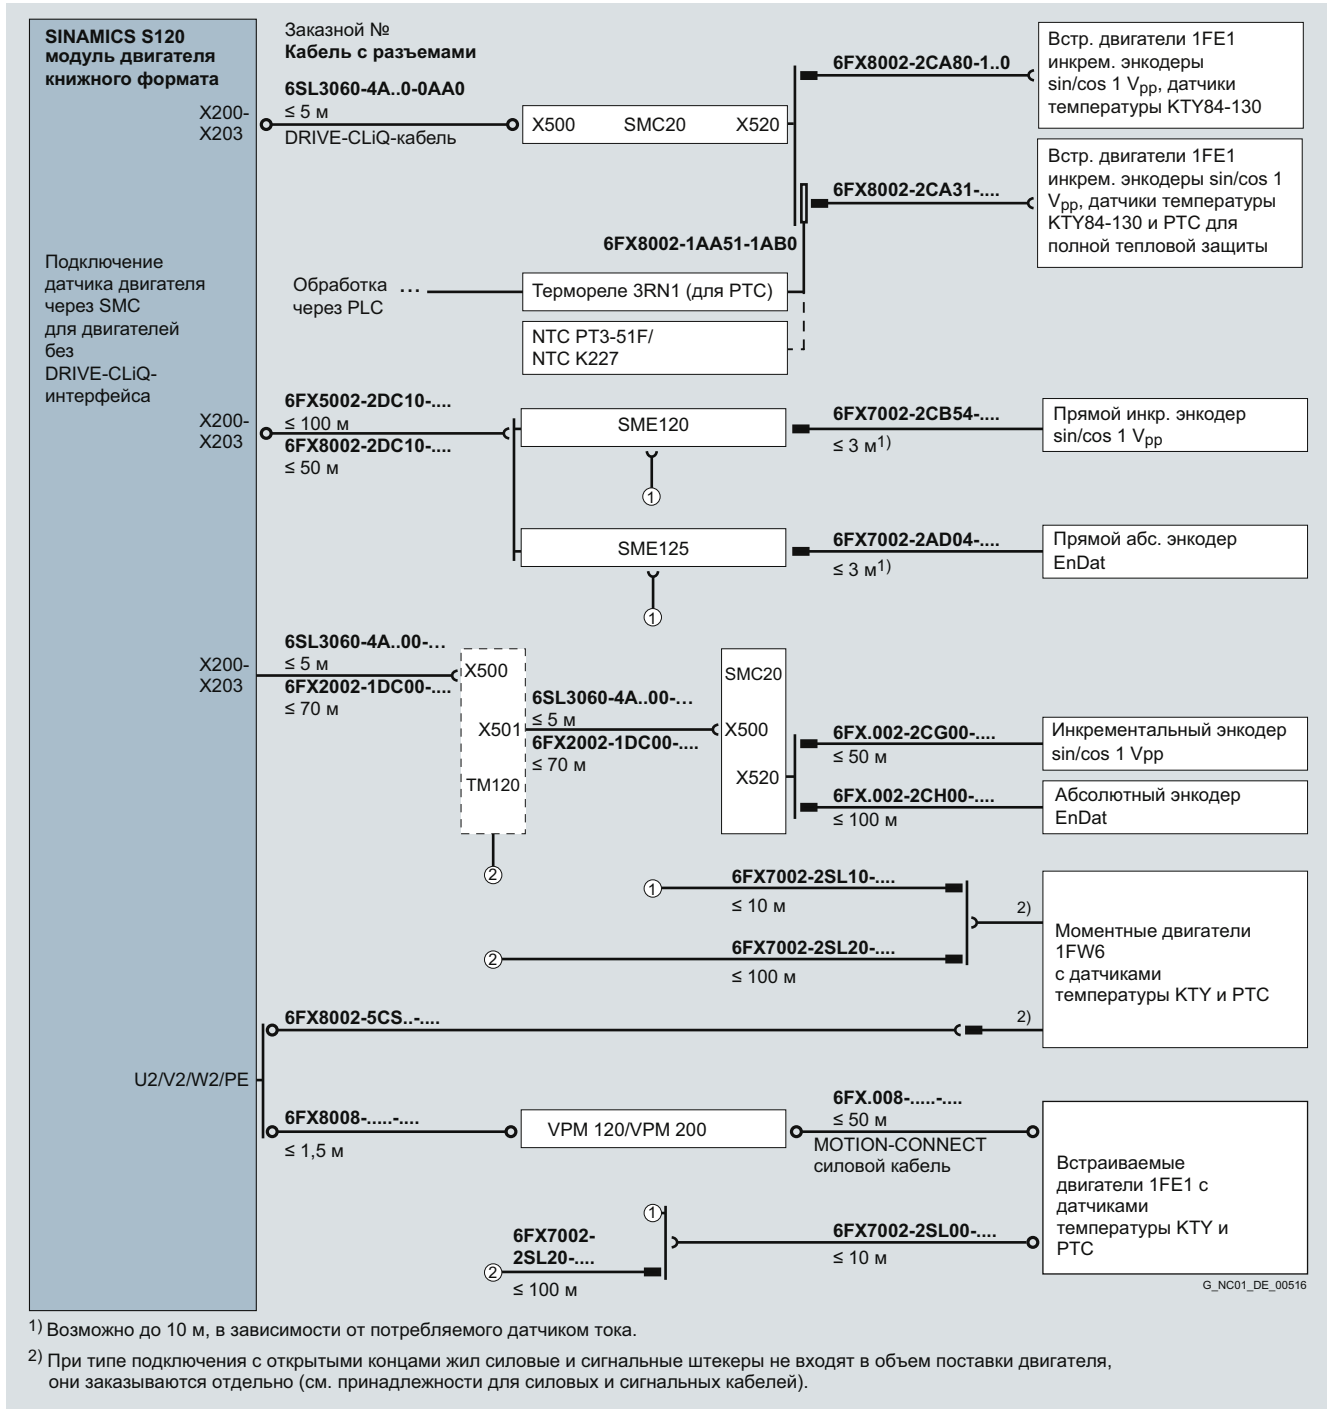 SINAMICS S120
модуль двигателя
книжного формата
Заказной №
Кабель с разъемами
6SL3060-4A..0-0AA0
≤ 5 м
DRIVE-CLiQ-кабель
X200-
X203
X500 SMC20 X520
6FX8002-2CA80-1..0
Встр. двигатели 1FE1
инкрем. энкодеры
sin/cos 1 Vpp, датчики
температуры KTY84-130
6FX8002-2CA31-....
Встр. двигатели 1FE1
инкрем. энкодеры sin/cos 1
Vpp, датчики температуры
KTY84-130 и PTC для
полной тепловой защиты
6FX8002-1AA51-1AB0
Подключение
датчика двигателя
через SMC
для двигателей
без
DRIVE-CLiQ-
интерфейса
Обработка ...
через PLC
Термореле 3RN1 (для PTC)
NTC PT3-51F/
NTC K227
X200-
X203
6FX5002-2DC10-....
≤ 100 м
6FX8002-2DC10-....
≤ 50 м
SME120
1
6FX7002-2CB54-....
≤ 3 м1)
Прямой инкр. энкодер
sin/cos 1 Vpp
SME125
1
6FX7002-2AD04-....
≤ 3 м1)
Прямой абс. энкодер
EnDat
X200-
X203
6SL3060-4A..00-...
≤ 5 м
6FX2002-1DC00-....
≤ 70 м
X500
X501
TM120
2
6SL3060-4A..00-...
≤ 5 м
6FX2002-1DC00-....
≤ 70 м
SMC20
X500
X520
6FX.002-2CG00-....
≤ 50 м
Инкрементальный энкодер
sin/cos 1 Vpp
6FX.002-2CH00-....
≤ 100 м
Абсолютный энкодер
EnDat
1
6FX7002-2SL10-....
≤ 10 м
2
6FX7002-2SL20-....
≤ 100 м
2)
Моментные двигатели
1FW6
с датчиками
температуры KTY и PTC
6FX8002-5CS..-....
2)
U2/V2/W2/PE
6FX8008-.....-....
≤ 1,5 м
VPM 120/VPM 200
6FX.008-.....-....
≤ 50 м
MOTION-CONNECT
силовой кабель
Встраиваемые
двигатели 1FE1 с
датчиками
температуры KTY и
PTC
1
6FX7002-
2SL20-....
2
≤ 100 м
6FX7002-2SL00-....
≤ 10 м
G_NC01_DE_00516
1) Возможно до 10 м, в зависимости от потребляемого датчиком тока.
2) При типе подключения с открытыми концами жил силовые и сигнальные штекеры не входят в объем поставки двигателя,
они заказываются отдельно (см. принадлежности для силовых и сигнальных кабелей).